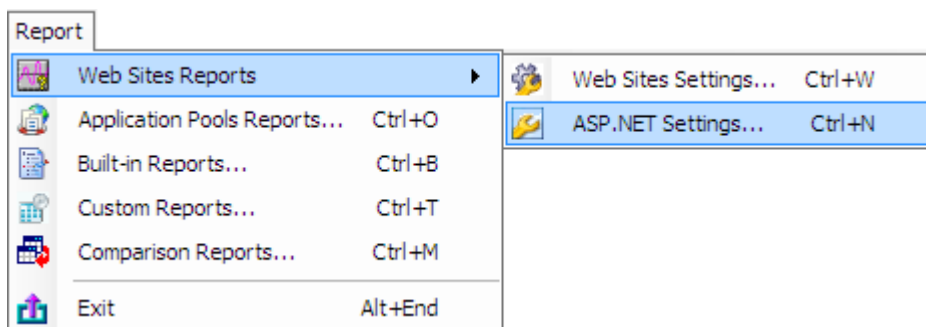 Report
Web Sites Reports
Web Sites Settings... Ctrl+W
Application Pools Reports... Ctrl+O
ASP.NET Settings... Ctrl+N
Built-in Reports... Ctrl+B
Custom Reports... Ctrl+T
Comparison Reports... Ctrl+M
Exit Alt+End